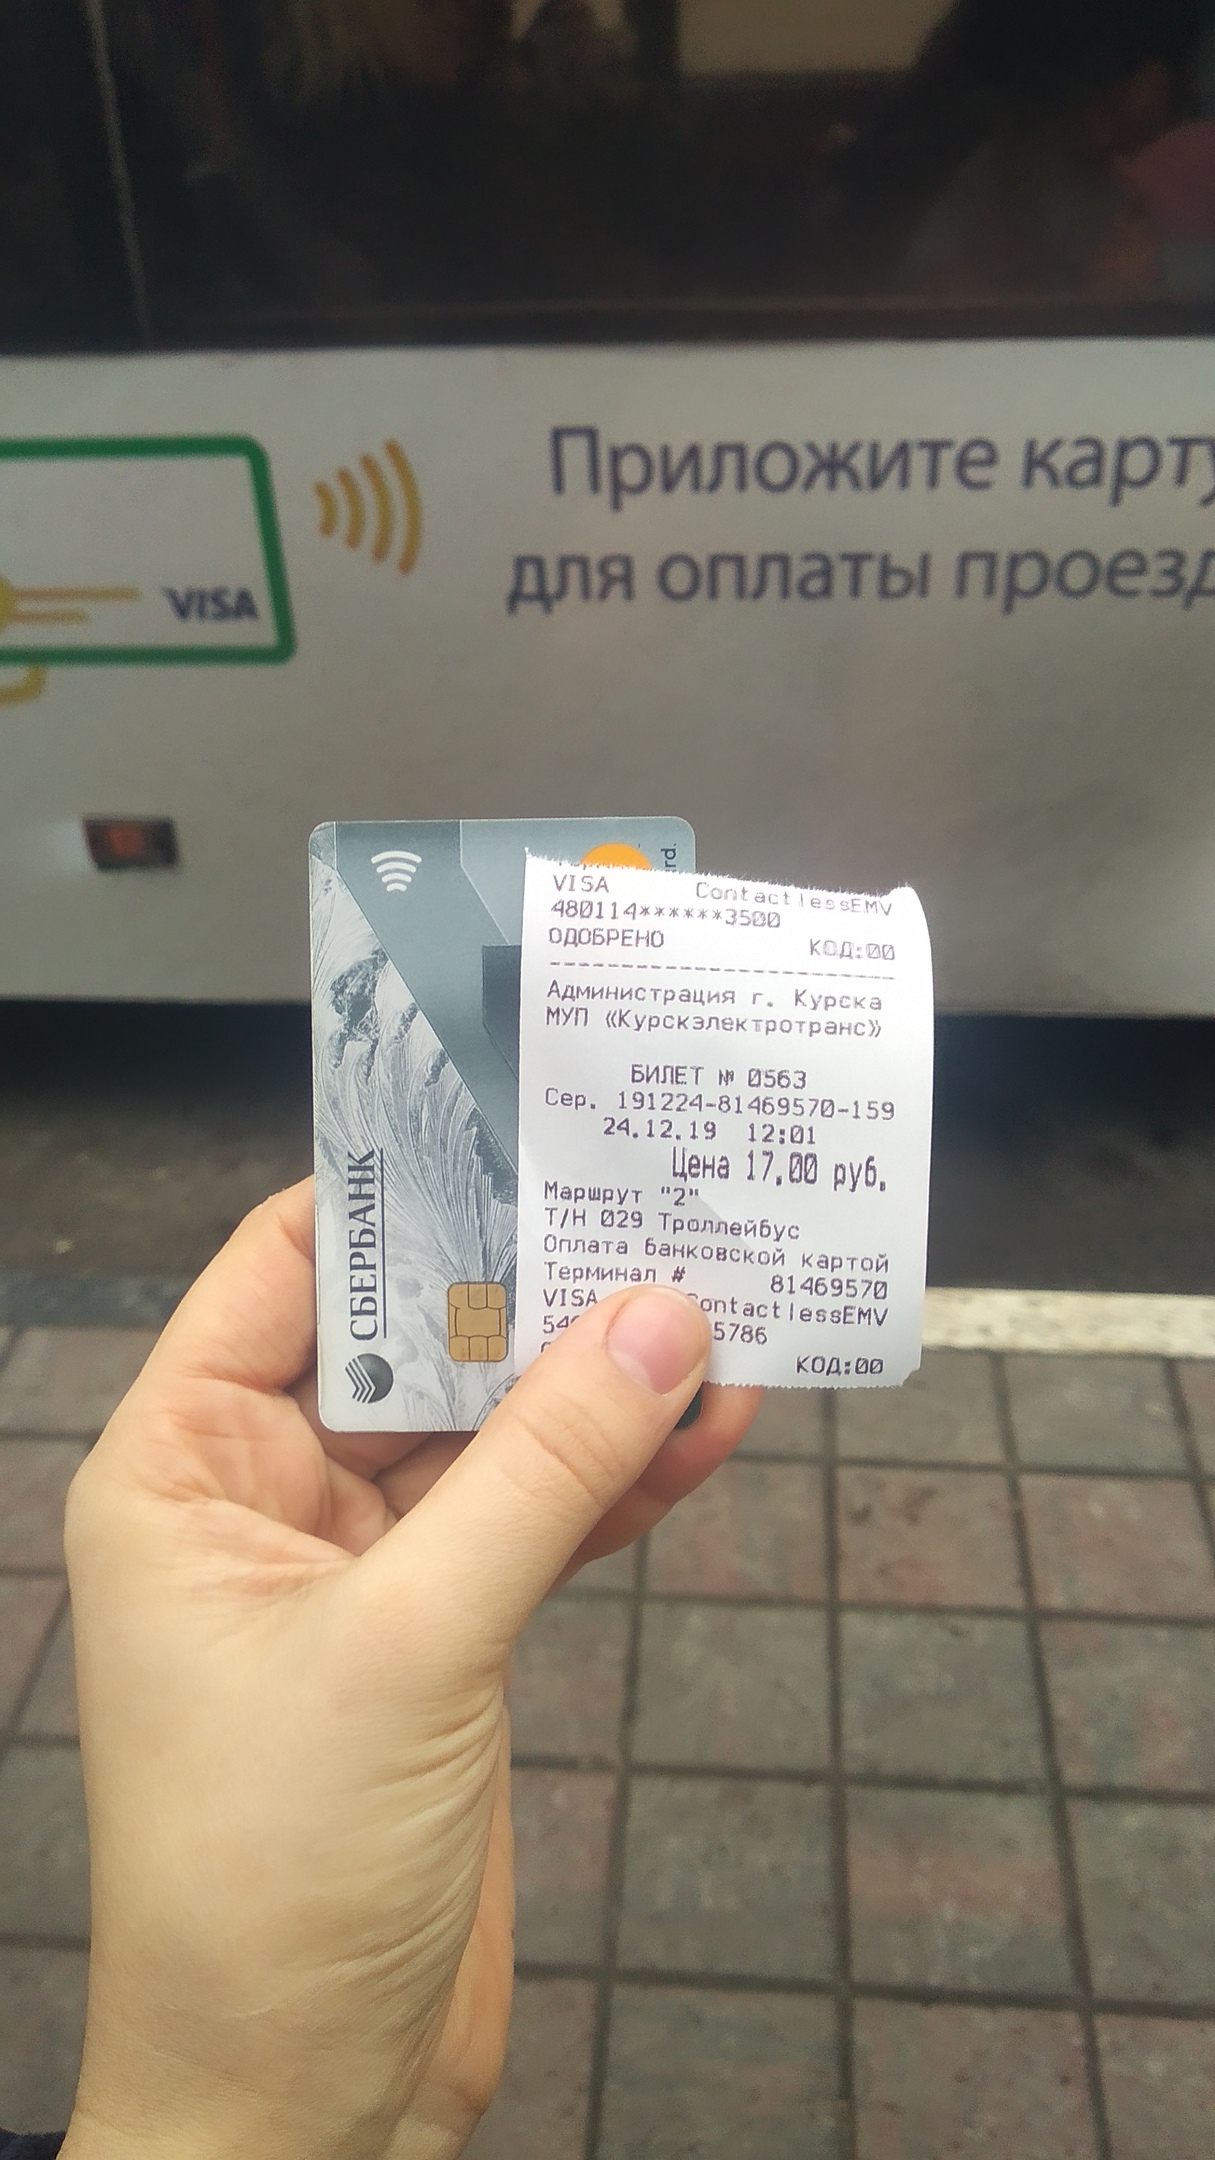 Приложите карту
для оплаты проезд
VISA
rd.
СБЕРБАНК
VISA ContactlessEMV
480114******3500
ОДОБРЕНО КОД:00
Администрация г. Курска
МУП «Курскэлектротранс»
БИЛЕТ № 0563
Сер. 191224-81469570-159
24.12.19 12:01
Цена 17.00 руб.
Маршрут "2"
Т/Н 029 Троллейбус
Оплата банковской картой
Терминал # 81469570
VISA ContactlessEMV
5786
КОД:00